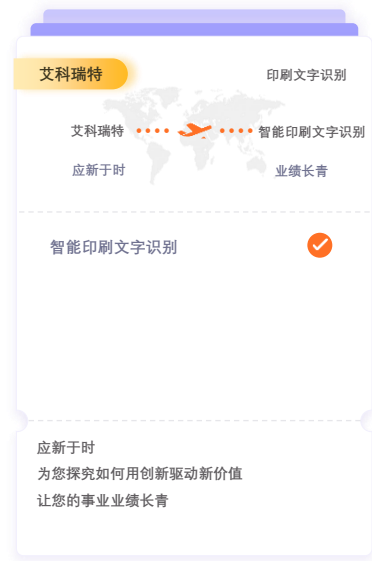 艾科瑞特
印刷文字识别
艾科瑞特
智能印刷文字识别
应新于时
业绩长青
智能印刷文字识别
应新于时
为您探究如何用创新驱动新价值
让您的事业业绩长青